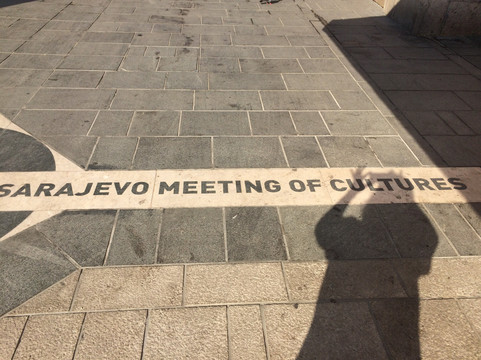 SARAJEVO MEETING OF CULTURES